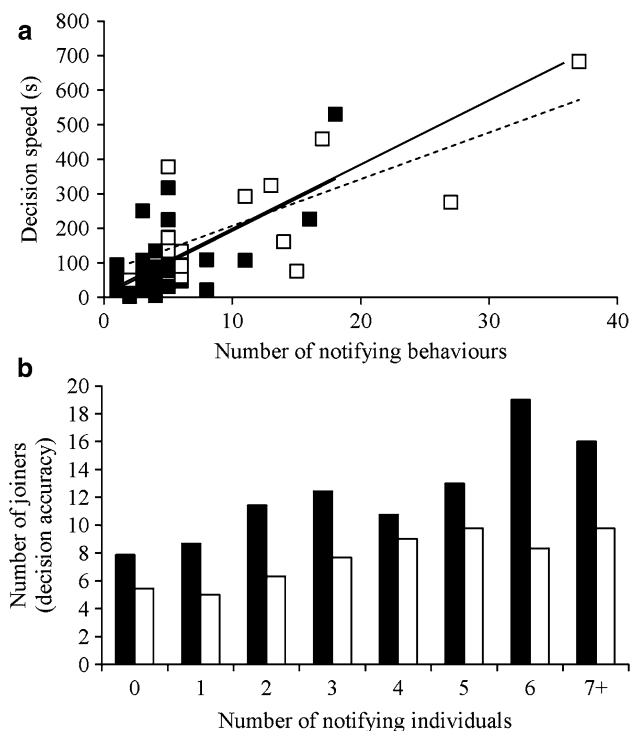 a
800
700
600
500
400
300
200
100
0
Decision speed (s)
0 10 20 30 40
Number of notifying behaviours
b
20
18
16
14
12
10
8
6
4
2
0
Number of joiners
(decision accuracy)
0 1 2 3 4 5 6 7+
Number of notifying individuals